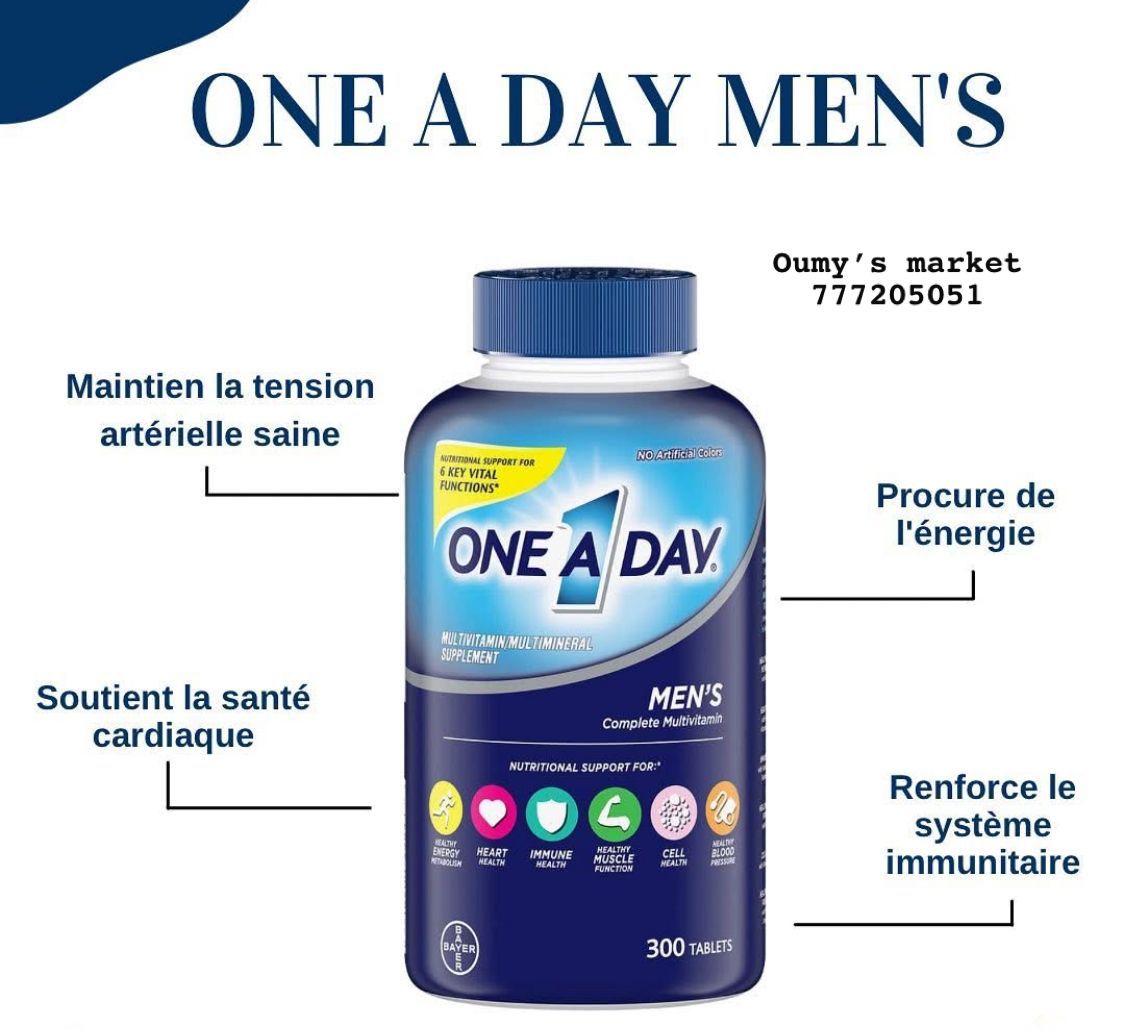 ONE A DAY MEN'S
Oumy's market
777205051
Maintien la tension
artérielle saine
Procure de
l'énergie
Soutient la santé
cardiaque
Renforce le
système
immunitaire
NUTRITIONAL SUPPORT FOR
6 KEY VITAL
FUNCTIONS*
NO Artificial Colors
ONE A DAY®
1
MULTIVITAMIN/MULTIMINERAL
SUPPLEMENT
MEN'S
Complete Multivitamin
NUTRITIONAL SUPPORT FOR:*
HEALTHY
ENERGY
METABOLISM
HEART
HEALTH
IMMUNE
HEALTH
HEALTHY
MUSCLE
FUNCTION
CELL
HEALTH
HEALTHY
BLOOD
PRESSURE
BAYER
BAYER
300 TABLETS